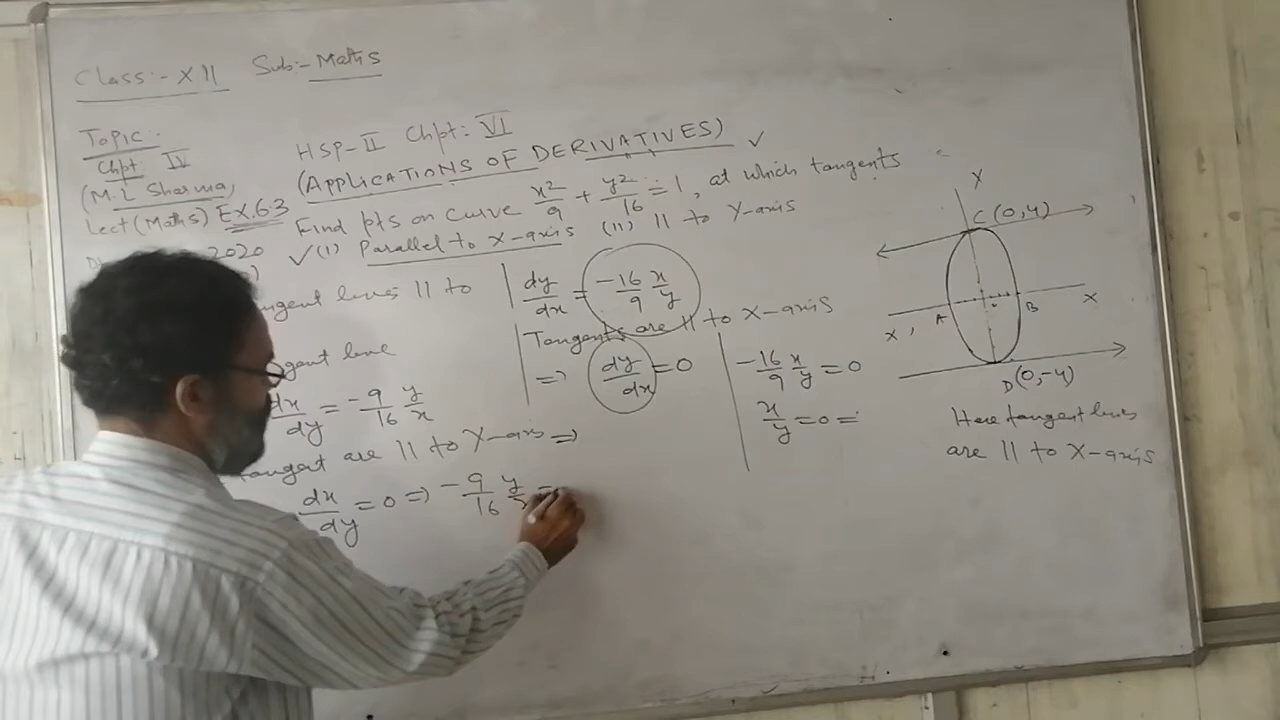 Class:- XII Sub:- Maths
Topic:
Chpt: IV
(M.L Sharma,
Lect (Maths)
2020
HSP-II Chpt: VI
(APPLICATIONS OF DERIVATIVES) ✓
EX.63
Find pts on curve x²/9 + y²/16 = 1, at which tangents
✓(I) Parallel to X-axis (II) || to Y-axis
ngent lines || to
gent line
dx/dy = -9/16 y/x
tangent are || to Y-axis =>
dx/dy = 0 => -9/16 y/x =
dy/dx = -16/9 x/y
Tangents are || to X-axis
=> dy/dx = 0
-16/9 x/y = 0
x/y = 0 =
Y
C(0,4)
A
B
X
X'
D(0,-4)
Here tangent lines
are || to X-axis